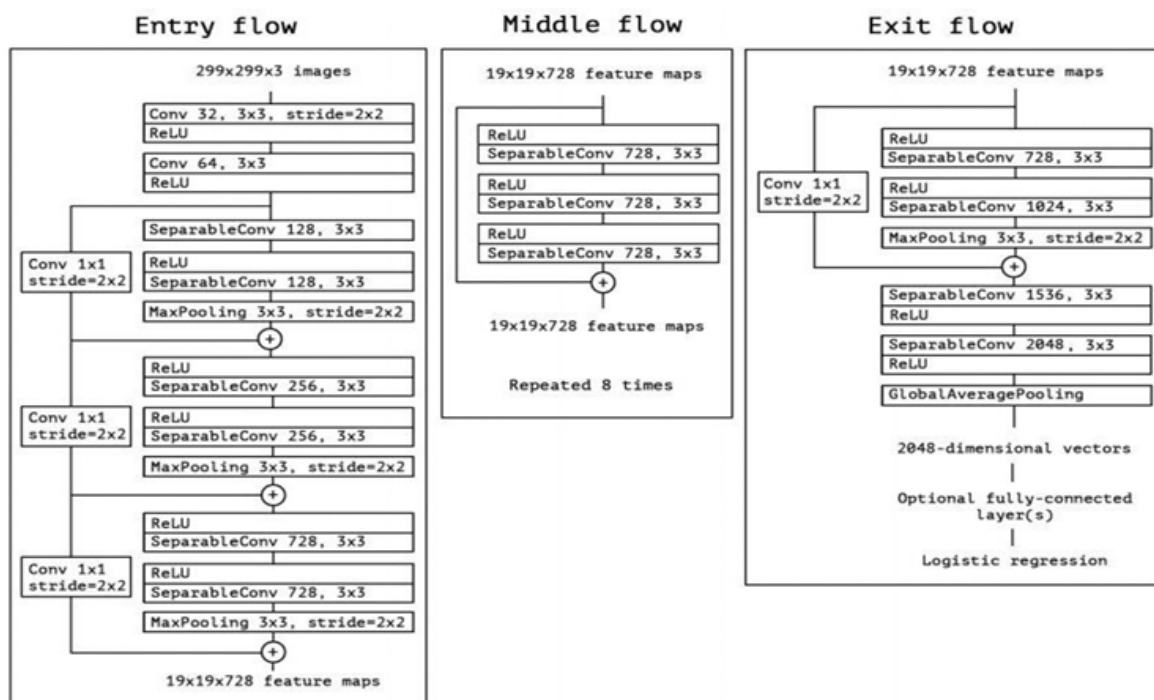 Entry flow
299x299x3 images
Conv 32, 3x3, stride=2x2
ReLU
Conv 64, 3x3
ReLU
SeparableConv 128, 3x3
Conv 1x1
stride=2x2
ReLU
SeparableConv 128, 3x3
MaxPooling 3x3, stride=2x2
+
ReLU
SeparableConv 256, 3x3
Conv 1x1
stride=2x2
ReLU
SeparableConv 256, 3x3
MaxPooling 3x3, stride=2x2
+
ReLU
SeparableConv 728, 3x3
Conv 1x1
stride=2x2
ReLU
SeparableConv 728, 3x3
MaxPooling 3x3, stride=2x2
+
19x19x728 feature maps
Middle flow
19x19x728 feature maps
ReLU
SeparableConv 728, 3x3
ReLU
SeparableConv 728, 3x3
ReLU
SeparableConv 728, 3x3
+
19x19x728 feature maps
Repeated 8 times
Exit flow
19x19x728 feature maps
ReLU
SeparableConv 728, 3x3
Conv 1x1
stride=2x2
ReLU
SeparableConv 1024, 3x3
MaxPooling 3x3, stride=2x2
+
SeparableConv 1536, 3x3
ReLU
SeparableConv 2048, 3x3
ReLU
GlobalAveragePooling
2048-dimensional vectors
Optional fully-connected
layer(s)
Logistic regression